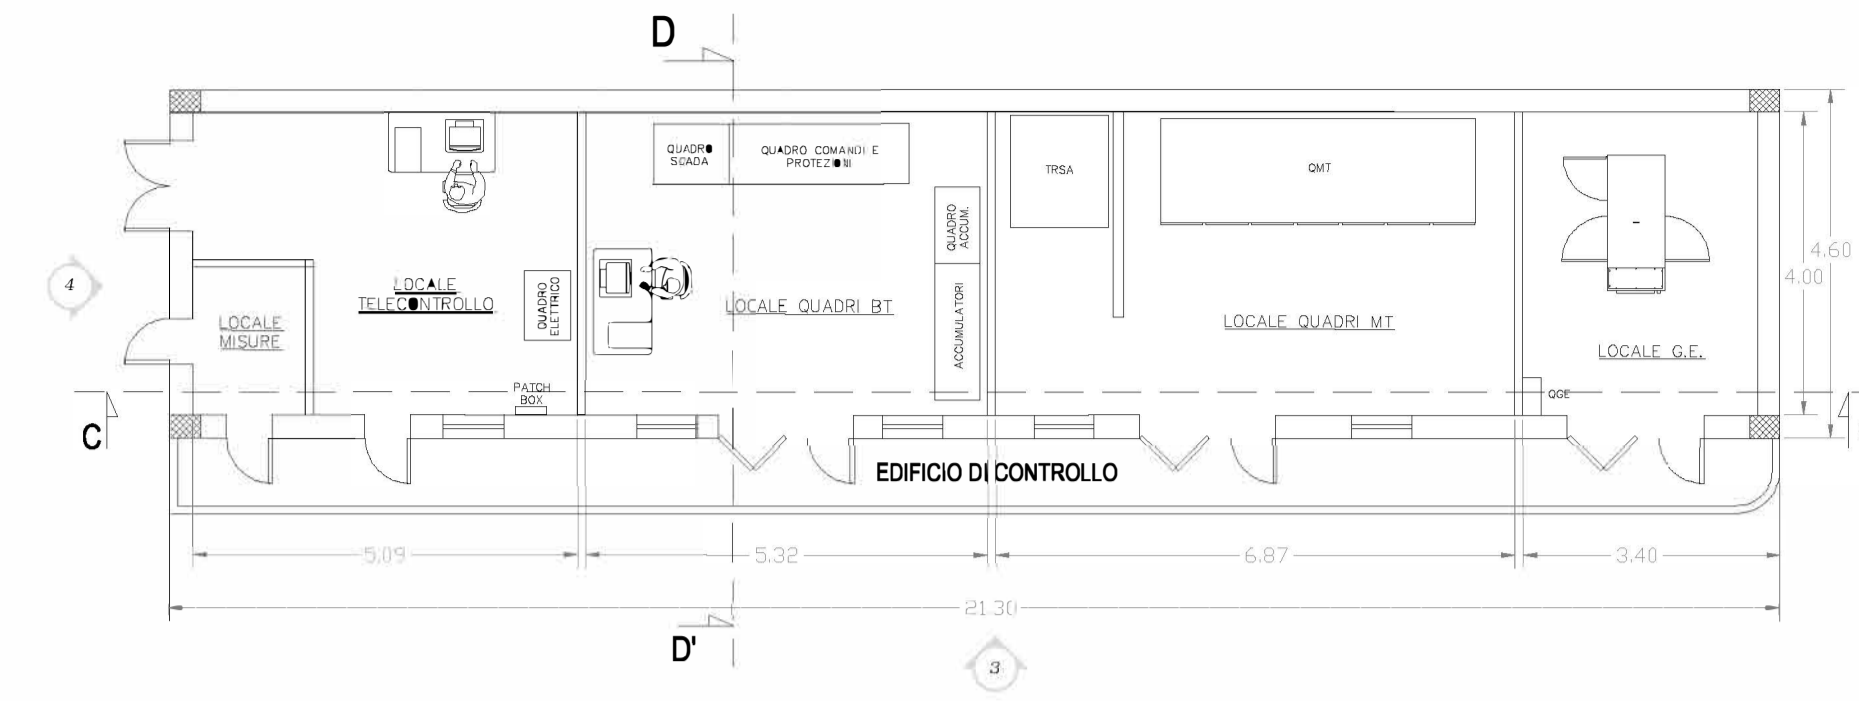 D
QUADRO
SCADA
QUADRO COMANDI E
PROTEZIONI
TRSA
QMT
QUADRO
ACCUM.
4.60
4.00
4
LOCALE
TELECONTROLLO
QUADRO
ELETTRICO
LOCALE QUADRI BT
ACCUMULATORI
LOCALE
MISURE
LOCALE QUADRI MT
LOCALE G.E.
PATCH
BOX
QGE
C
EDIFICIO DI CONTROLLO
5.09
5.32
6.87
3.40
21.30
D'
3